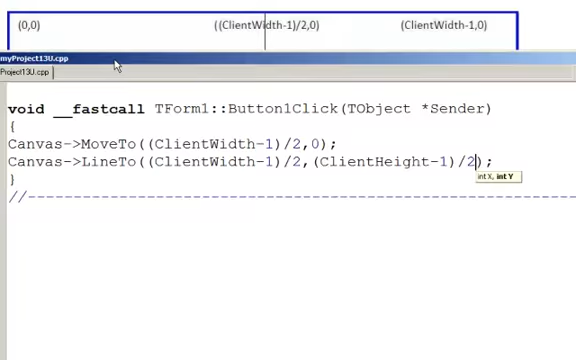 (0,0) ((ClientWidth-1)/2,0) (ClientWidth-1,0)
myProject13U.cpp
Project13U.cpp
void __fastcall TForm1::Button1Click(TObject *Sender)
{
Canvas->MoveTo((ClientWidth-1)/2,0);
Canvas->LineTo((ClientWidth-1)/2,(ClientHeight-1)/2);
int X, int Y
}
//---------------------------------------------------------